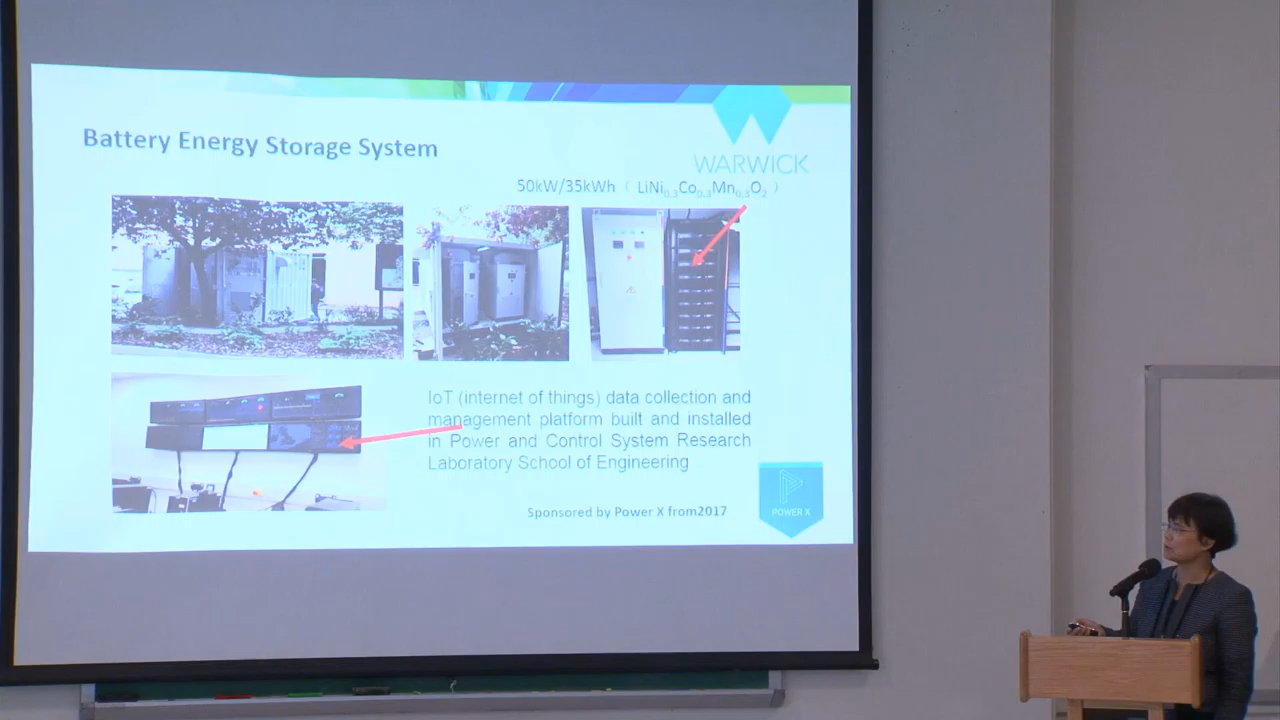 Battery Energy Storage System
WARWICK
50kW/35kWh ( LiNi0.3Co0.3Mn0.3O2 )
IoT (internet of things) data collection and
management platform built and installed
in Power and Control System Research
Laboratory School of Engineering
Sponsored by Power X from2017
POWER X